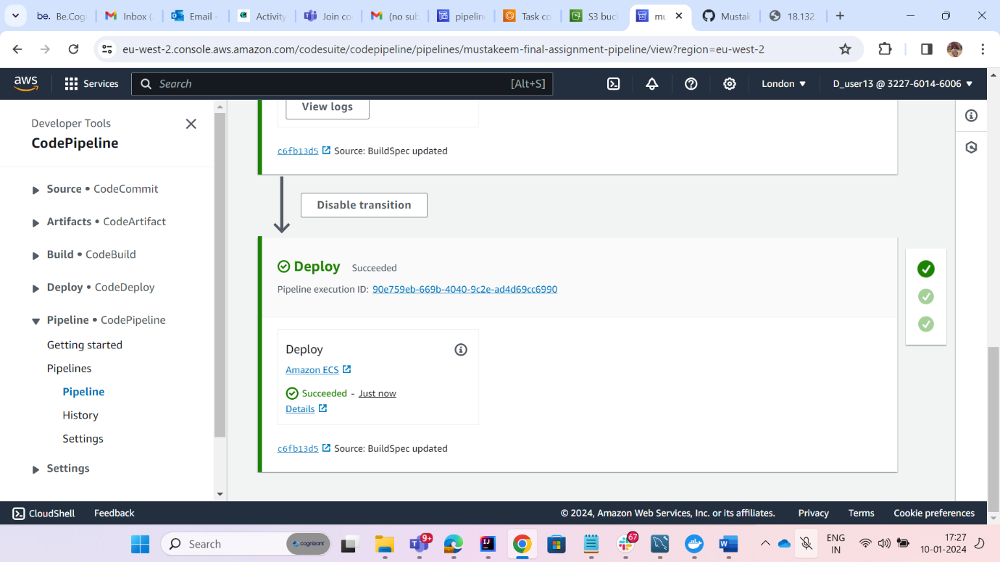 be. Be.Cog
Inbox (
Email -
Activity
Join co
(no sub
pipelin
Task co
S3 buc
mu
Mustak
18.132.
eu-west-2.console.aws.amazon.com/codesuite/codepipeline/pipelines/mustakeem-final-assignment-pipeline/view?region=eu-west-2
aws Services Search [Alt+S] London D_user13 @ 3227-6014-6006
Developer Tools
CodePipeline
Source • CodeCommit
Artifacts • CodeArtifact
Build • CodeBuild
Deploy • CodeDeploy
Pipeline • CodePipeline
Getting started
Pipelines
Pipeline
History
Settings
Settings
View logs
c6fb13d5 Source: BuildSpec updated
Disable transition
Deploy Succeeded
Pipeline execution ID: 90e759eb-669b-4040-9c2e-ad4d69cc6990
Deploy
Amazon ECS
Succeeded - Just now
Details
c6fb13d5 Source: BuildSpec updated
CloudShell Feedback © 2024, Amazon Web Services, Inc. or its affiliates. Privacy Terms Cookie preferences
Search cognizant 9+ 67 ENG 17:27
IN 10-01-2024